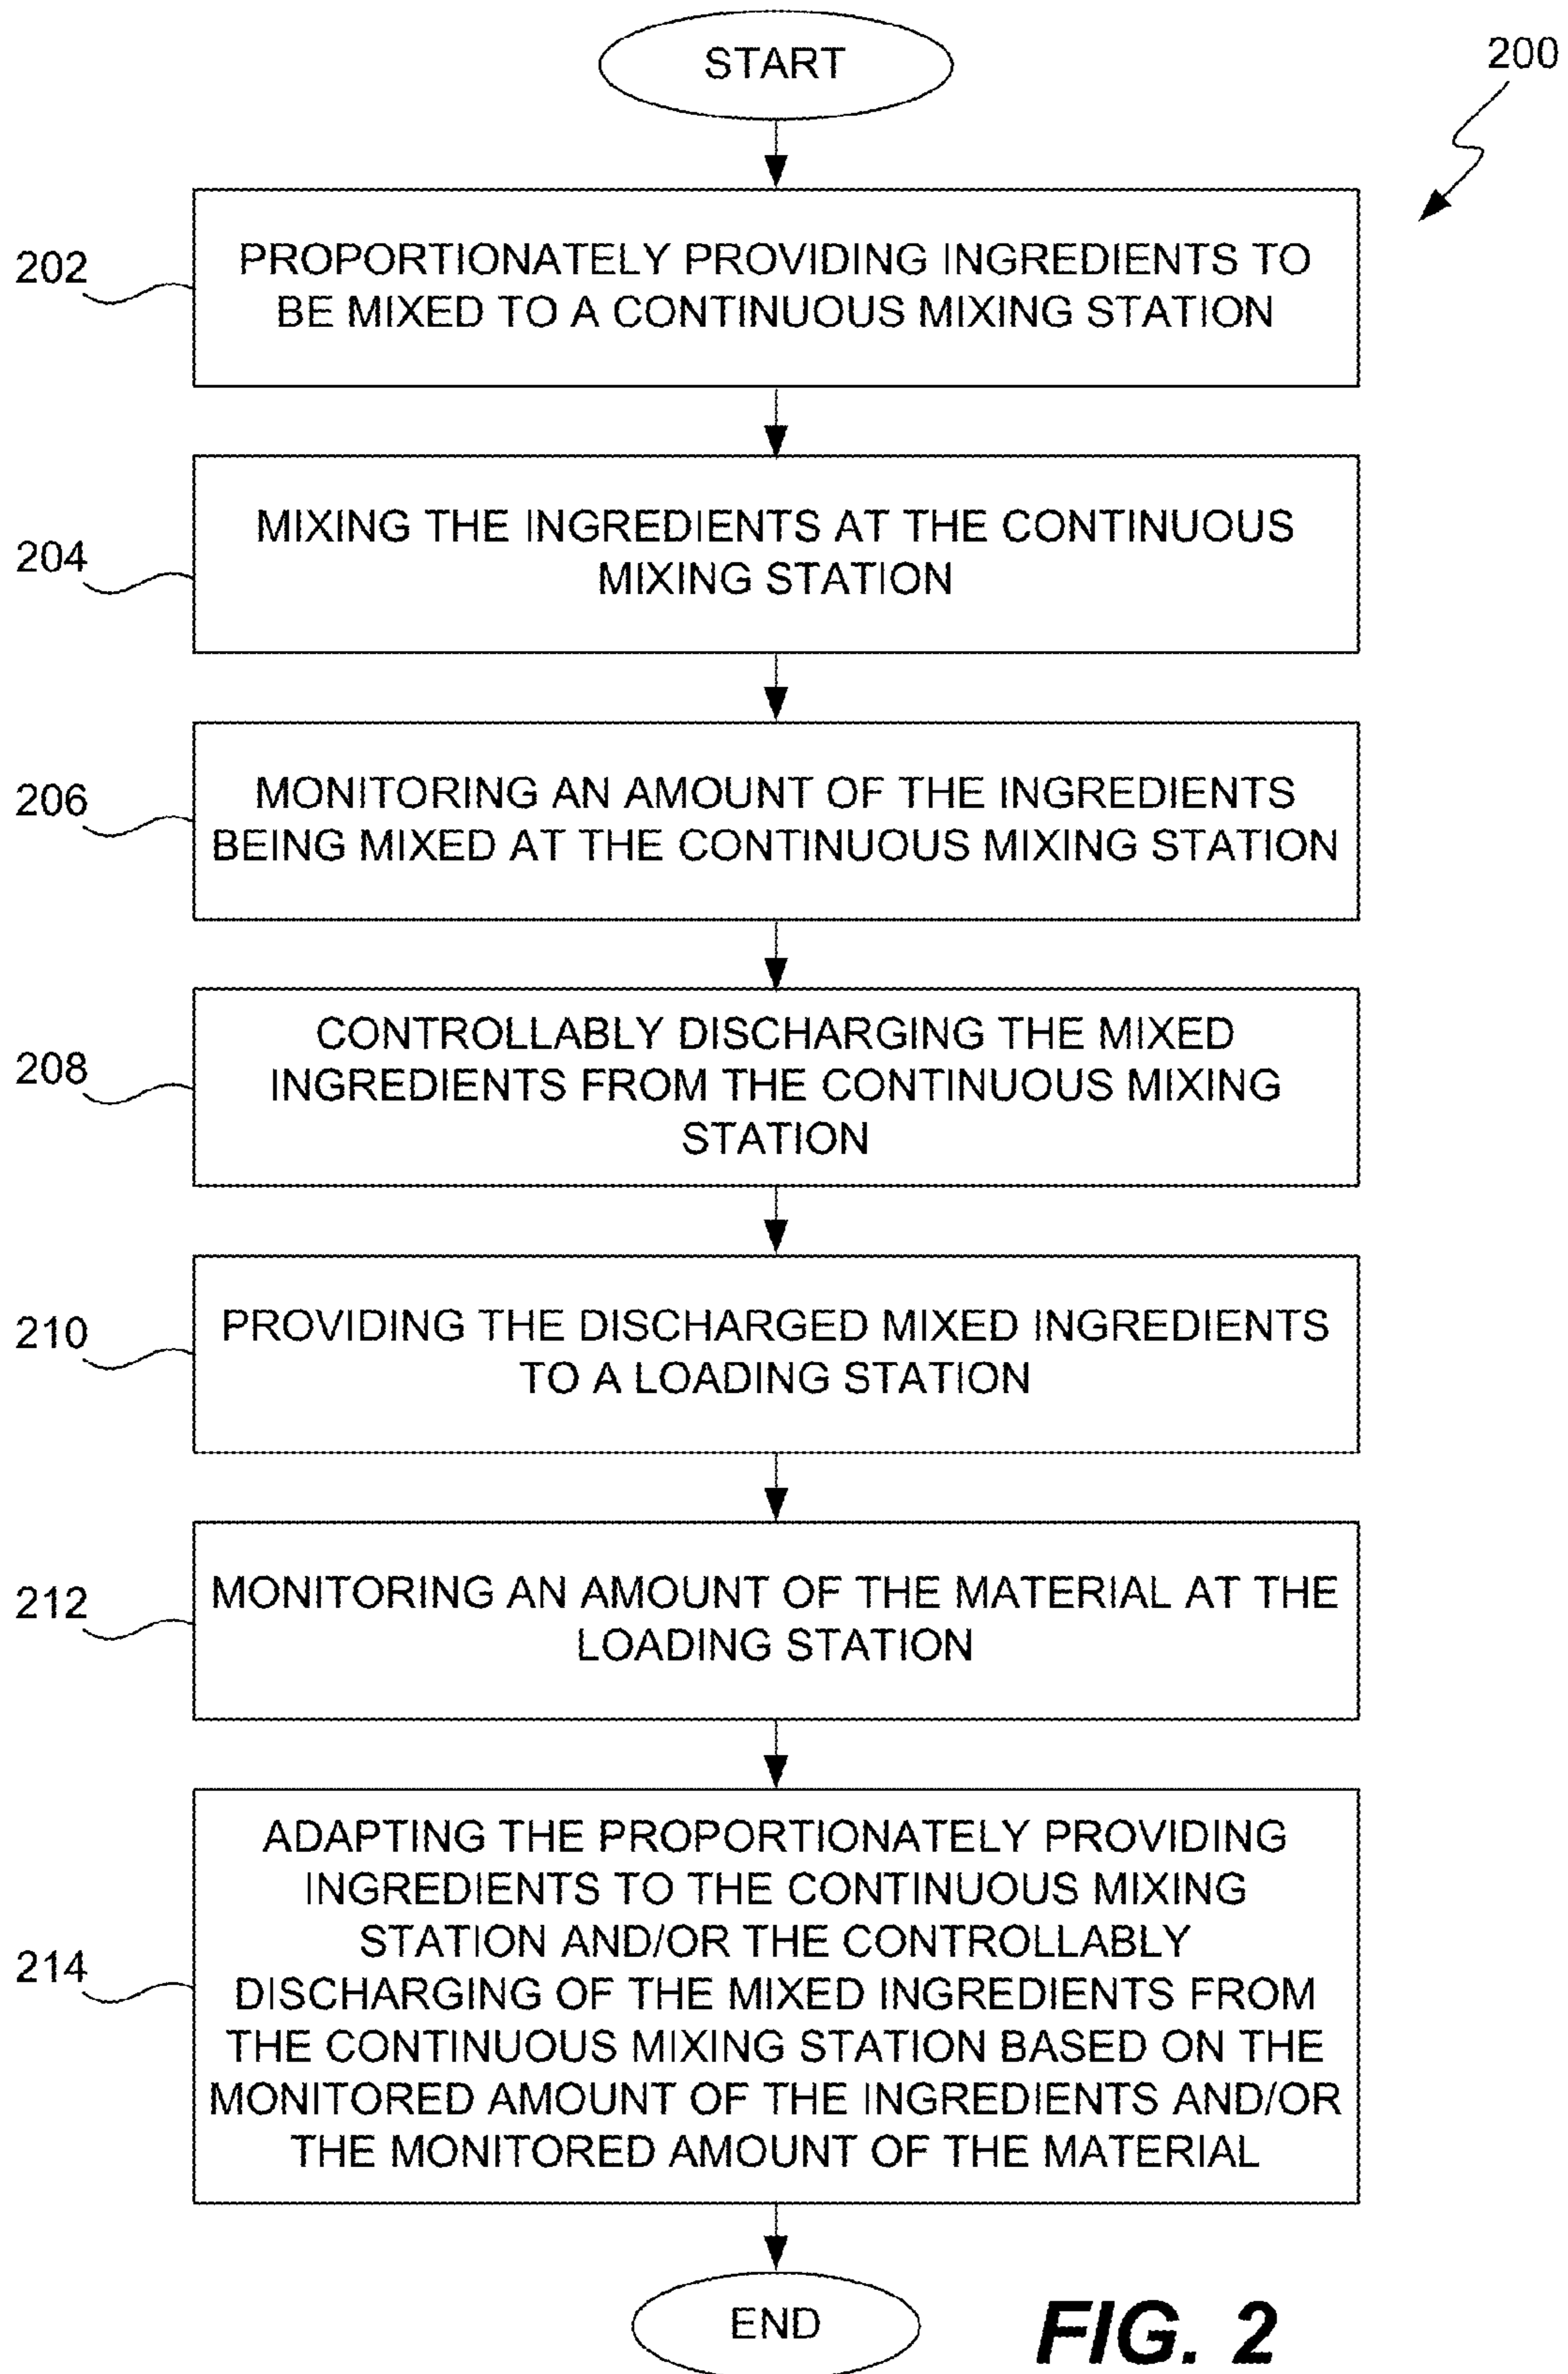 START
200
202
PROPORTIONATELY PROVIDING INGREDIENTS TO
BE MIXED TO A CONTINUOUS MIXING STATION
204
MIXING THE INGREDIENTS AT THE CONTINUOUS
MIXING STATION
206
MONITORING AN AMOUNT OF THE INGREDIENTS
BEING MIXED AT THE CONTINUOUS MIXING STATION
208
CONTROLLABLY DISCHARGING THE MIXED
INGREDIENTS FROM THE CONTINUOUS MIXING
STATION
210
PROVIDING THE DISCHARGED MIXED INGREDIENTS
TO A LOADING STATION
212
MONITORING AN AMOUNT OF THE MATERIAL AT THE
LOADING STATION
214
ADAPTING THE PROPORTIONATELY PROVIDING
INGREDIENTS TO THE CONTINUOUS MIXING
STATION AND/OR THE CONTROLLABLY
DISCHARGING OF THE MIXED INGREDIENTS FROM
THE CONTINUOUS MIXING STATION BASED ON THE
MONITORED AMOUNT OF THE INGREDIENTS AND/OR
THE MONITORED AMOUNT OF THE MATERIAL
END
FIG. 2